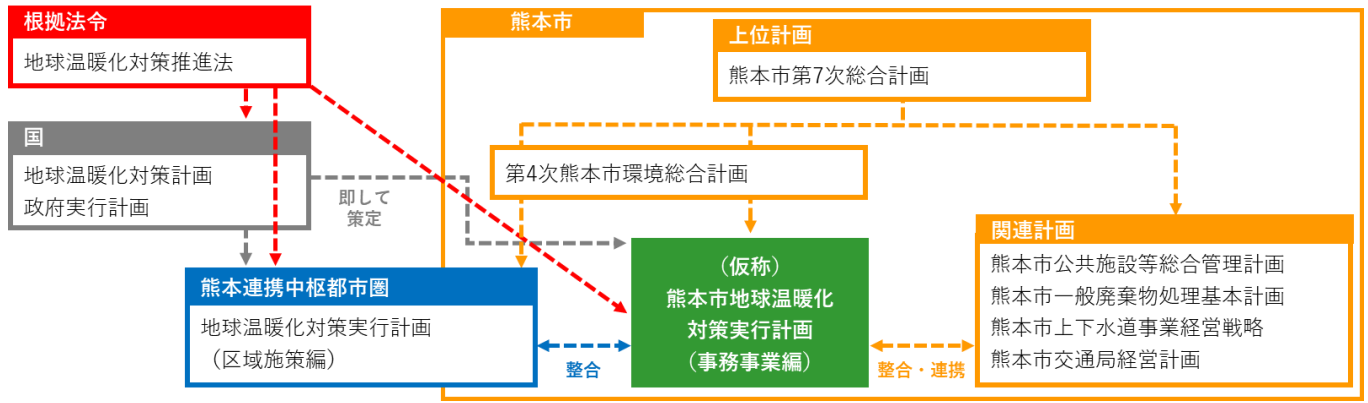 根拠法令
地球温暖化対策推進法
国
地球温暖化対策計画
政府実行計画
即して
策定
熊本連携中枢都市圏
地球温暖化対策実行計画
（区域施策編）
整合
熊本市
上位計画
熊本市第7次総合計画
第4次熊本市環境総合計画
（仮称）
熊本市地球温暖化
対策実行計画
（事務事業編）
整合・連携
関連計画
熊本市公共施設等総合管理計画
熊本市一般廃棄物処理基本計画
熊本市上下水道事業経営戦略
熊本市交通局経営計画